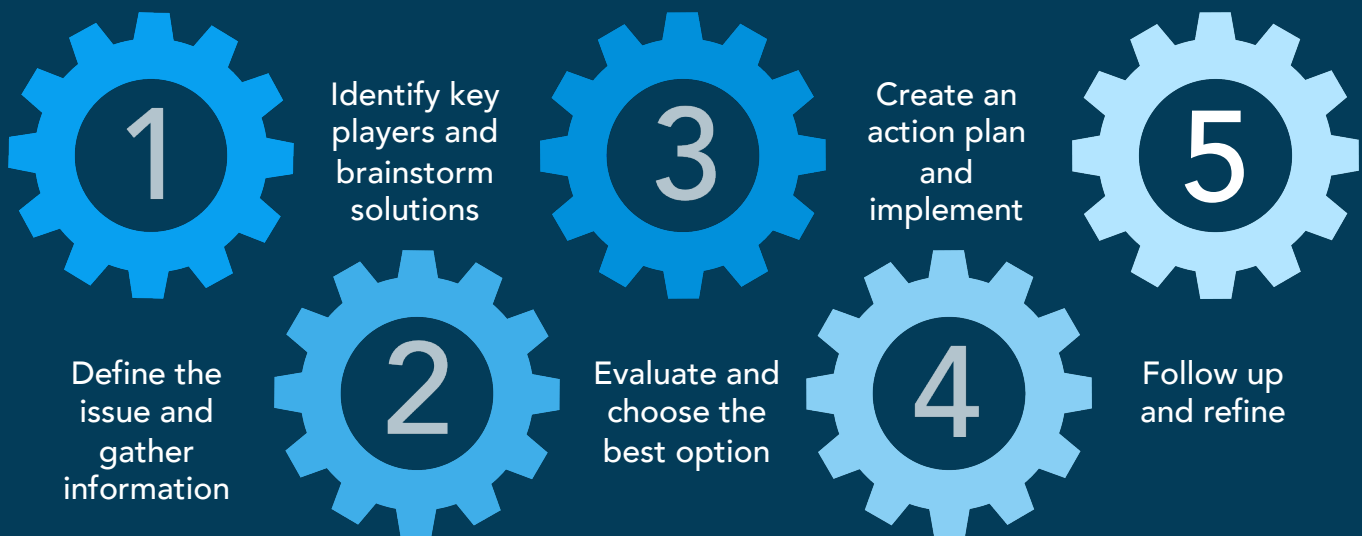 1
Define the
issue and
gather
information
2
Identify key
players and
brainstorm
solutions
3
Evaluate and
choose the
best option
4
Create an
action plan
and
implement
5
Follow up
and refine